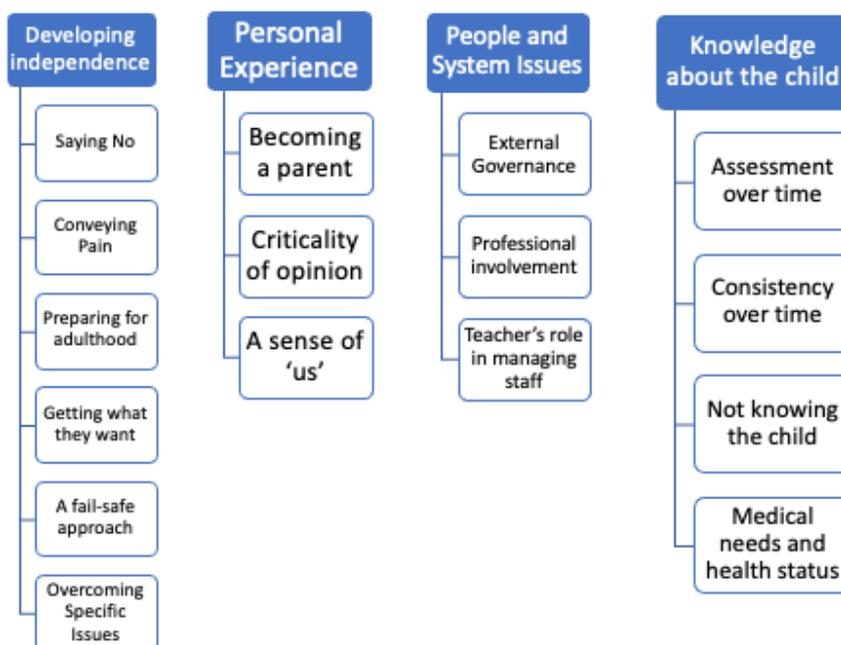 Developing
independence
Saying No
Conveying
Pain
Preparing for
adulthood
Getting what
they want
A fail-safe
approach
Overcoming
Specific
Issues
Personal
Experience
Becoming
a parent
Criticality
of opinion
A sense of
‘us’
People and
System Issues
External
Governance
Professional
involvement
Teacher’s role
in managing
staff
Knowledge
about the child
Assessment
over time
Consistency
over time
Not knowing
the child
Medical
needs and
health status